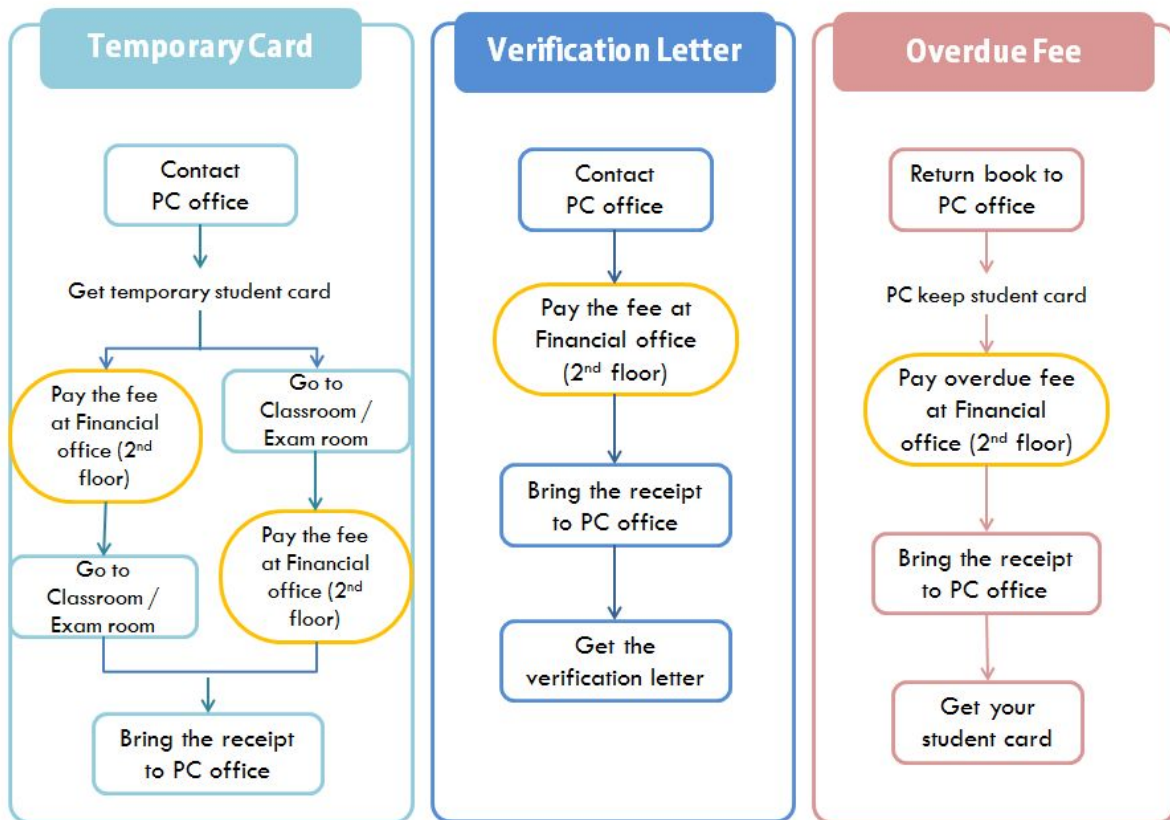 Temporary Card
Contact
PC office
Get temporary student card
Pay the fee
at Financial
office (2nd
floor)
Go to
Classroom /
Exam room
Go to
Classroom /
Exam room
Pay the fee
at Financial
office (2nd
floor)
Bring the receipt
to PC office
Verification Letter
Contact
PC office
Pay the fee at
Financial office
(2nd floor)
Bring the receipt
to PC office
Get the
verification letter
Overdue Fee
Return book to
PC office
PC keep student card
Pay overdue fee
at Financial
office (2nd floor)
Bring the receipt
to PC office
Get your
student card